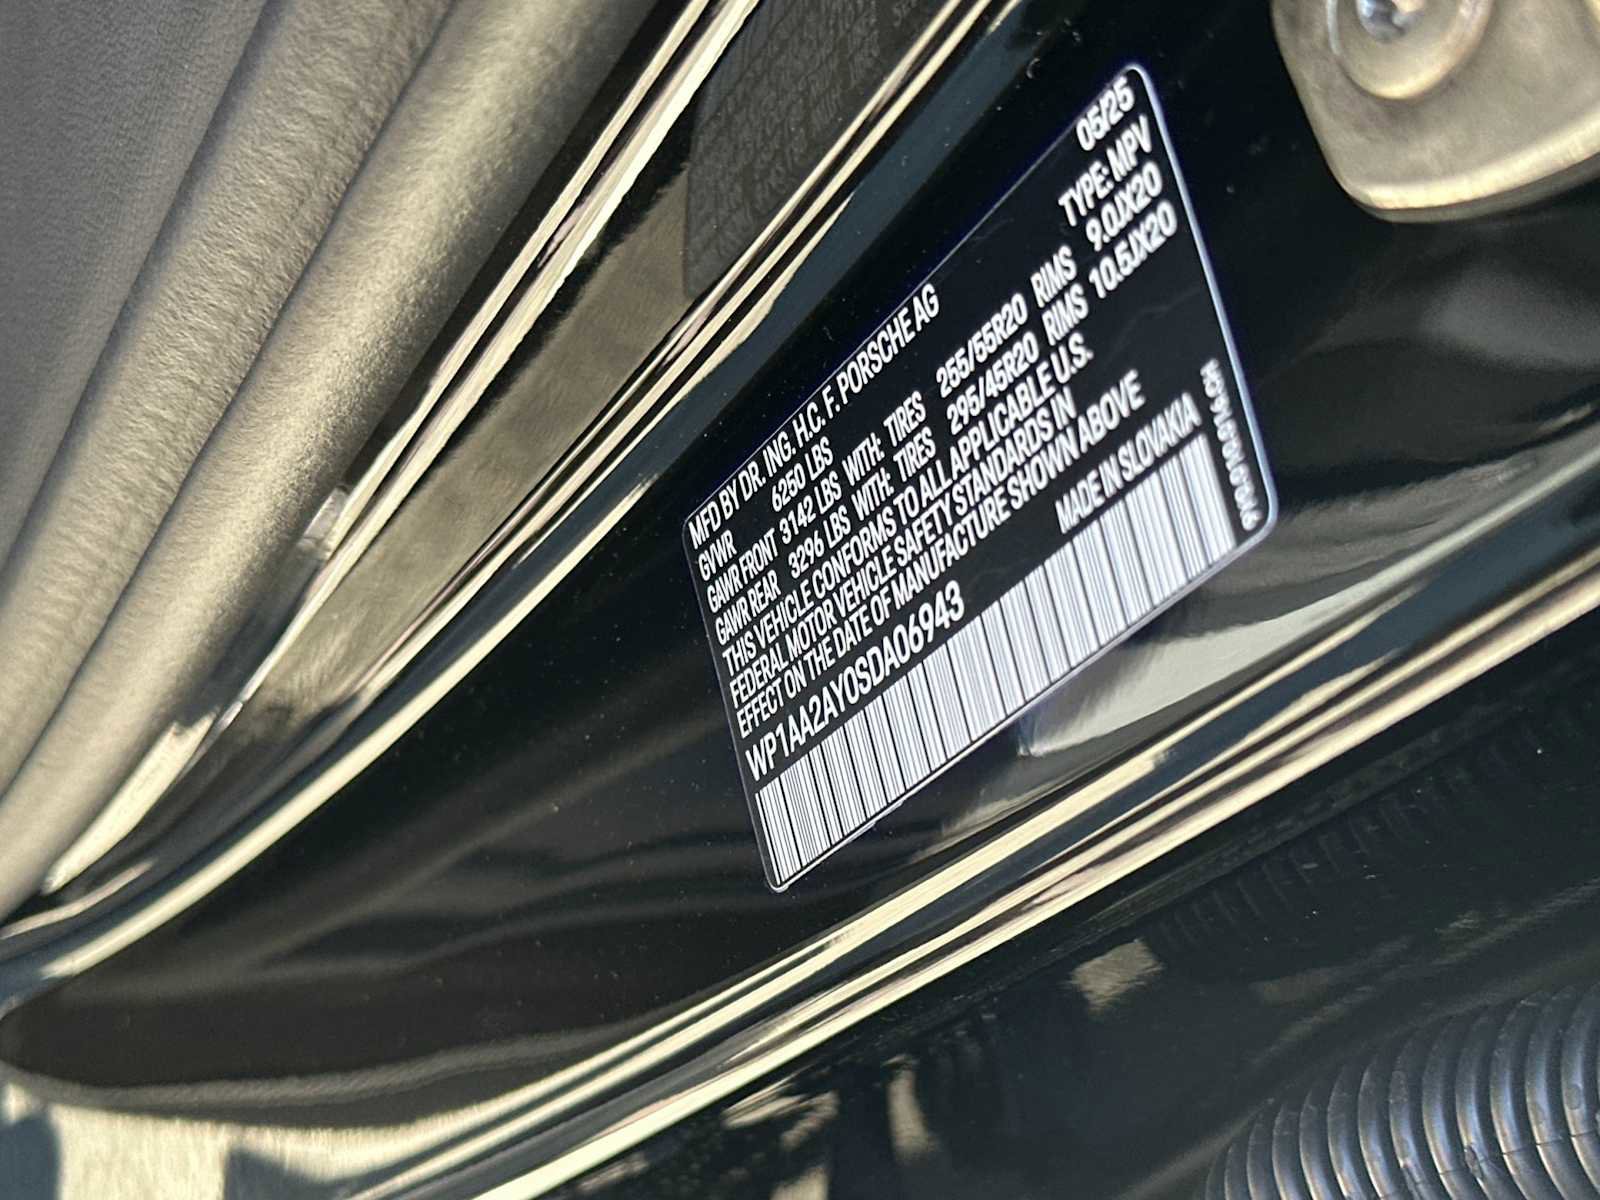 05/25
MFD BY DR. ING. H.C. F. PORSCHE AG TYPE: MPV
GVWR 6250 LBS
GAWR FRONT 3142 LBS WITH: TIRES 255/55R20 RIMS 9.0JX20
GAWR REAR 3296 LBS WITH: TIRES 295/45R20 RIMS 10.5JX20
THIS VEHICLE CONFORMS TO ALL APPLICABLE U.S.
FEDERAL MOTOR VEHICLE SAFETY STANDARDS IN
EFFECT ON THE DATE OF MANUFACTURE SHOWN ABOVE
WP1AA2AY0SDA06943 MADE IN SLOVAKIA